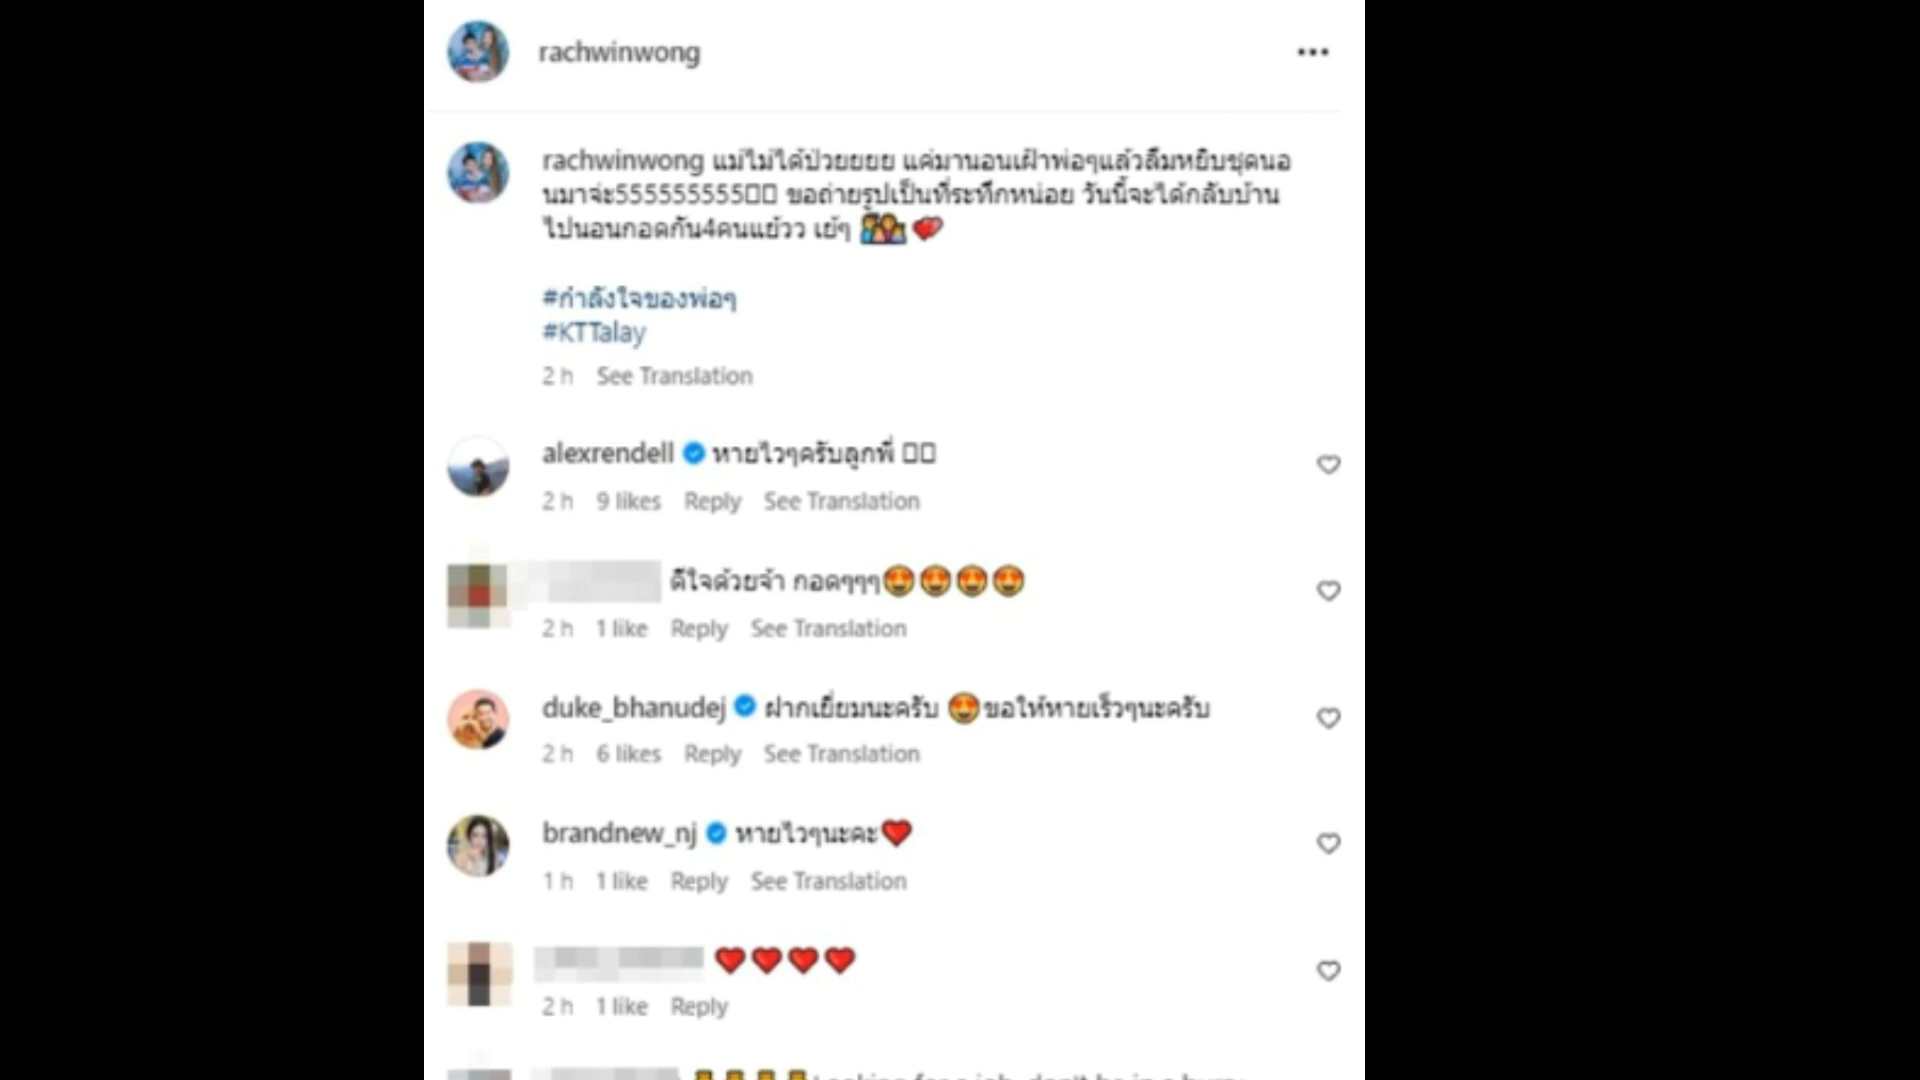 rachwinwong
rachwinwong แม่ไม่ได้ป่วยยยย แค่มานอนเฝ้าพ่อๆแล้วลืมหยิบชุดนอ
นมาจ่ะ555555555 ขอถ่ายรูปเป็นที่ระทึกหน่อย วันนี้จะได้กลับบ้าน
ไปนอนกอดกัน4คนแย้วว เย้ๆ 👨‍👩‍👧💕
#กำลังใจของพ่อๆ
#KTTalay
2 h See Translation
alexrendell หายไวๆครับลูกพี่
2 h 9 likes Reply See Translation
ดีใจด้วยจ้า กอดๆๆๆ😍😍😍😍
2 h 1 like Reply See Translation
duke_bhanudej ฝากเยี่ยมนะครับ 😍ขอให้หายเร็วๆนะครับ
2 h 6 likes Reply See Translation
brandnew_nj หายไวๆนะคะ❤️
1 h 1 like Reply See Translation
❤️❤️❤️❤️
2 h 1 like Reply